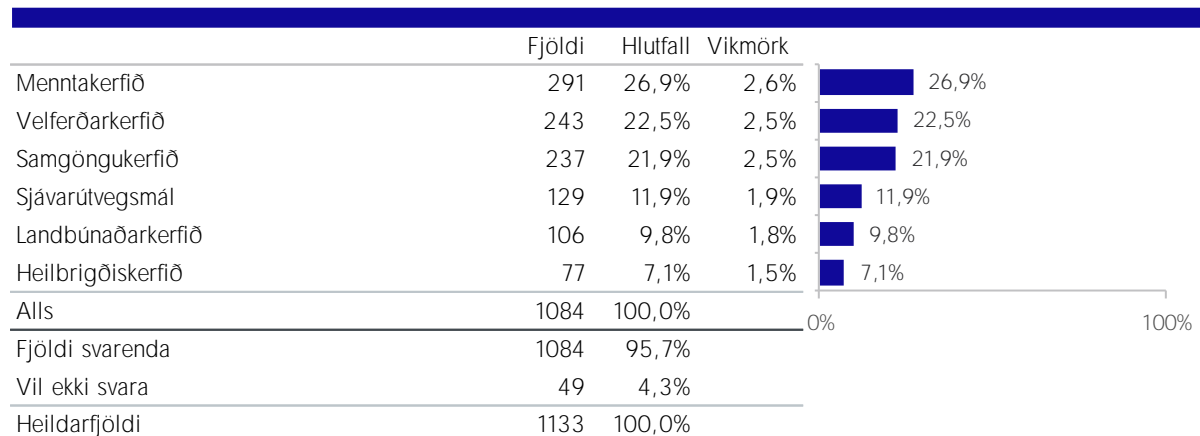 Fjöldi Hlutfall Vikmörk
Menntakerfið 291 26,9% 2,6% 26,9%
Velferðarkerfið 243 22,5% 2,5% 22,5%
Samgöngukerfið 237 21,9% 2,5% 21,9%
Sjávarútvegsmál 129 11,9% 1,9% 11,9%
Landbúnaðarkerfið 106 9,8% 1,8% 9,8%
Heilbrigðiskerfið 77 7,1% 1,5% 7,1%
Alls 1084 100,0%
0% 100%
Fjöldi svarenda 1084 95,7%
Vil ekki svara 49 4,3%
Heildarfjöldi 1133 100,0%